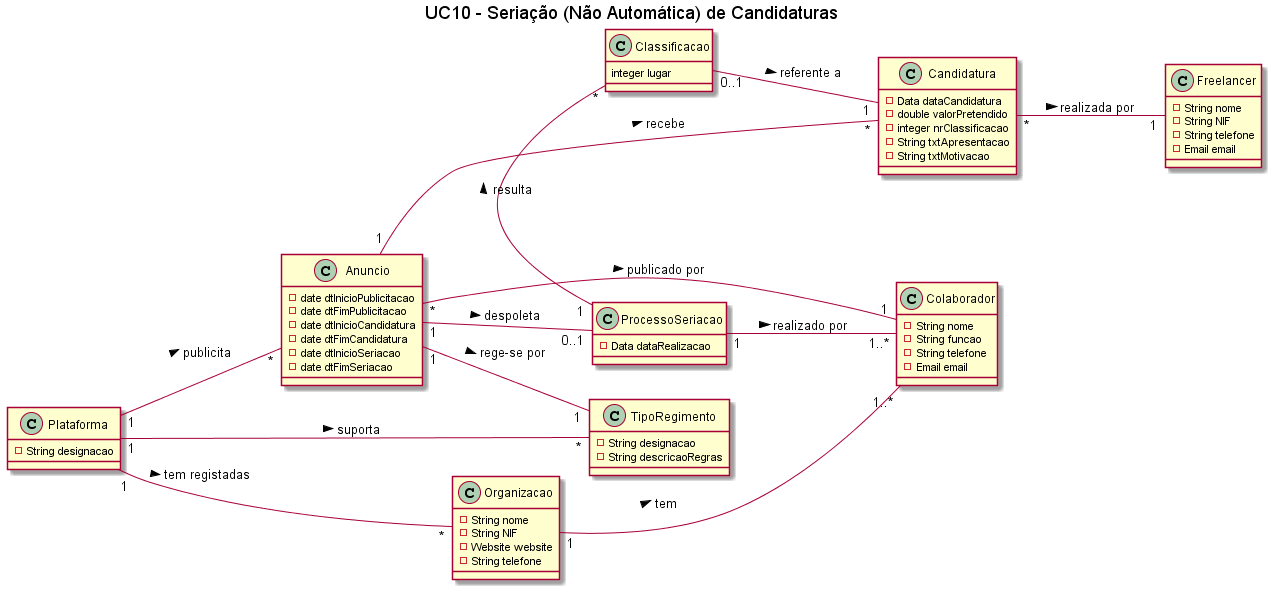 UC10 - Seriação (Não Automática) de Candidaturas
C Classificacao
integer lugar
0..1
referente a
1
*
C Candidatura
Data dataCandidatura
double valorPretendido
integer nrClassificacao
String txtApresentacao
String txtMotivacao
*
realizada por
1
C Freelancer
String nome
String NIF
String telefone
Email email
recebe
*
1
resulta
1
C Anuncio
date dtInicioPublicitacao
date dtFimPublicitacao
date dtInicioCandidatura
date dtFimCandidatura
date dtInicioSeriacao
date dtFimSeriacao
*
publicado por
1
1
despoleta
0..1
1
rege-se por
1
C ProcessoSeriacao
Data dataRealizacao
1
realizado por
1..*
C Colaborador
String nome
String funcao
String telefone
Email email
1..*
publicita
*
1
C Plataforma
String designacao
1
suporta
*
1
tem registadas
*
C TipoRegimento
String designacao
String descricaoRegras
C Organizacao
String nome
String NIF
Website website
String telefone
1
tem